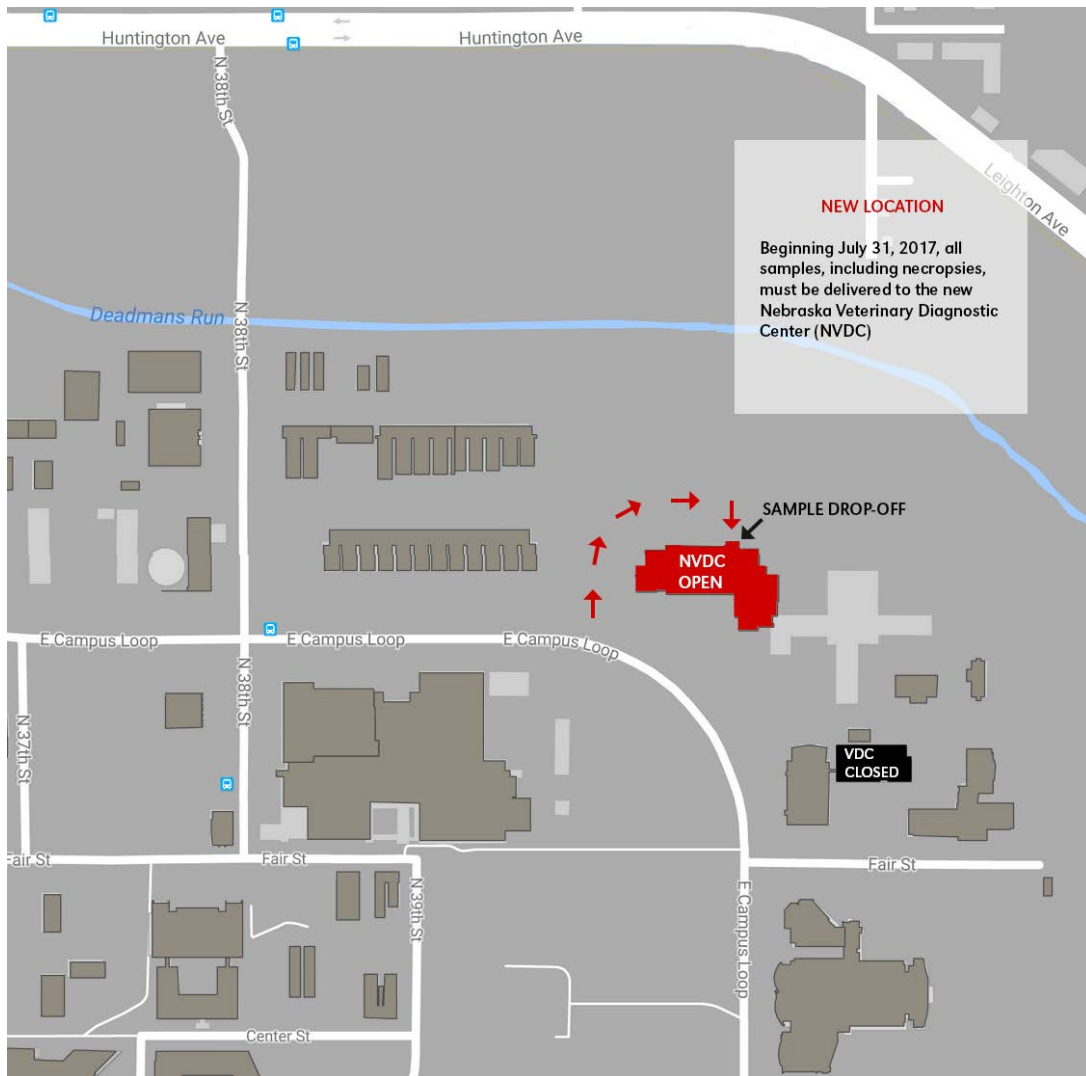 Huntington Ave
Huntington Ave
N 38th St
Leighton Ave
NEW LOCATION
Beginning July 31, 2017, all
samples, including necropsies,
must be delivered to the new
Nebraska Veterinary Diagnostic
Center (NVDC)
Deadmans Run
N 38th St
SAMPLE DROP-OFF
NVDC
OPEN
E Campus Loop
E Campus Loop
E Campus Loop
N 38th St
N 37th St
VDC
CLOSED
Fair St
Fair St
Fair St
N 39th St
E Campus Loop
Center St